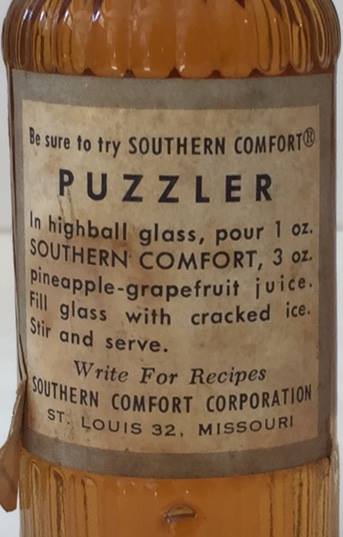 Be sure to try SOUTHERN COMFORT®
PUZZLER
In highball glass, pour 1 oz.
SOUTHERN COMFORT, 3 oz.
pineapple-grapefruit juice.
Fill glass with cracked ice.
Stir and serve.
Write For Recipes
SOUTHERN COMFORT CORPORATION
ST. LOUIS 32, MISSOURI